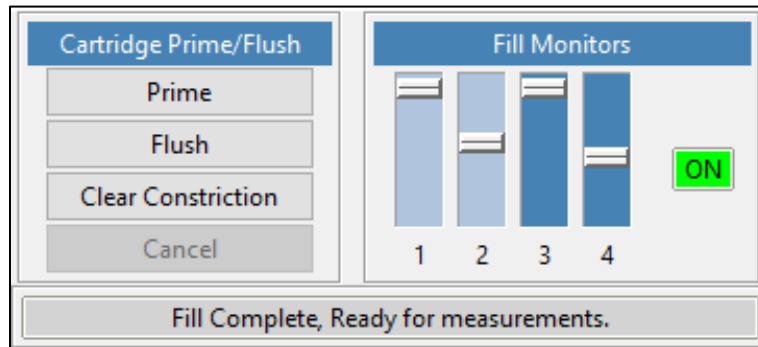 Cartridge Prime/Flush
Prime
Flush
Clear Constriction
Cancel
Fill Monitors
ON
1 2 3 4
Fill Complete, Ready for measurements.